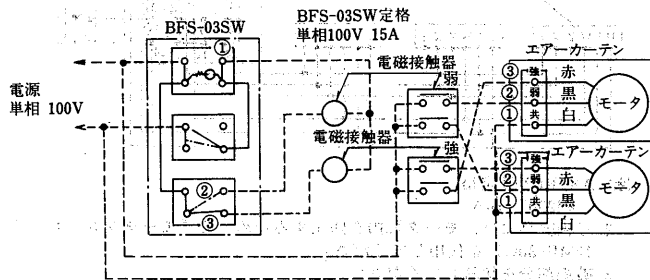 BFS-03SW
BFS-03SW定格
単相100V 15A
電源
単相 100V
①
②
③
電磁接触器
弱
電磁接触器
強
エアーカーテン
③ 強 赤
② 弱 黒
① 共 白
モータ
エアーカーテン
③ 強
② 弱 赤
① 共 黒
白
モータ